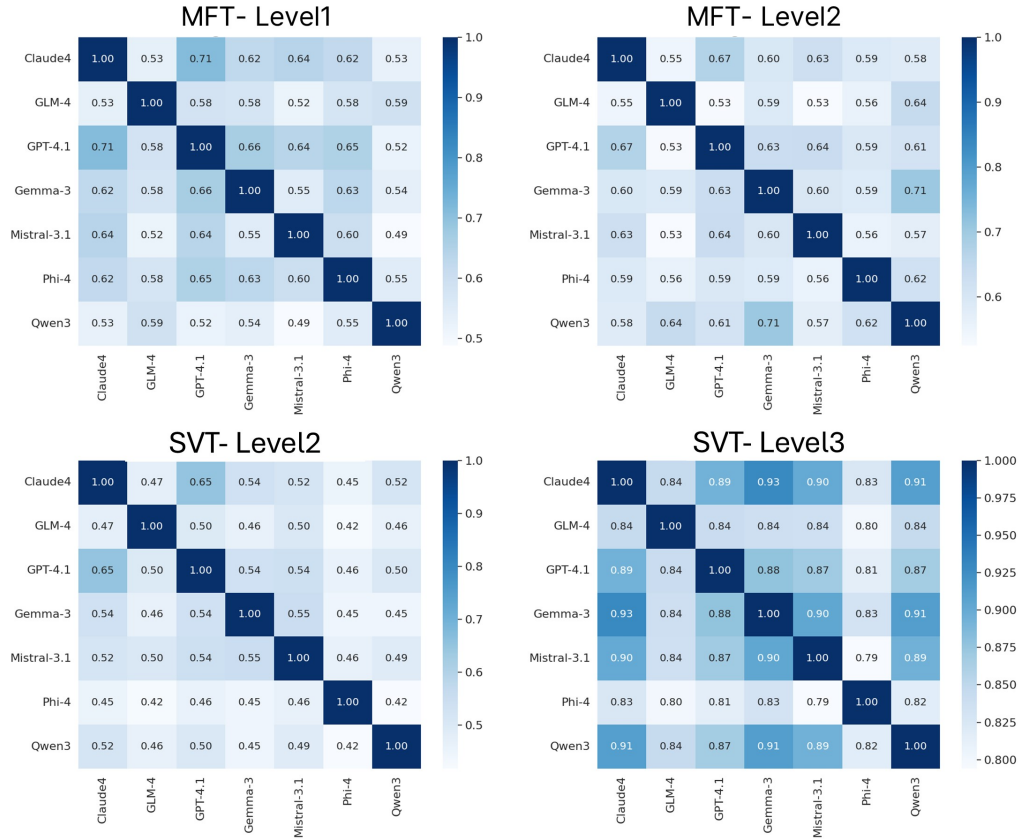 MFT- Level1
Claude4 1.00 0.53 0.71 0.62 0.64 0.62 0.53
GLM-4 0.53 1.00 0.58 0.58 0.52 0.58 0.59
GPT-4.1 0.71 0.58 1.00 0.66 0.64 0.65 0.52
Gemma-3 0.62 0.58 0.66 1.00 0.55 0.63 0.54
Mistral-3.1 0.64 0.52 0.64 0.55 1.00 0.60 0.49
Phi-4 0.62 0.58 0.65 0.63 0.60 1.00 0.55
Qwen3 0.53 0.59 0.52 0.54 0.49 0.55 1.00
Claude4 GLM-4 GPT-4.1 Gemma-3 Mistral-3.1 Phi-4 Qwen3
1.0
0.9
0.8
0.7
0.6
0.5
MFT- Level2
Claude4 1.00 0.55 0.67 0.60 0.63 0.59 0.58
GLM-4 0.55 1.00 0.53 0.59 0.53 0.56 0.64
GPT-4.1 0.67 0.53 1.00 0.63 0.64 0.59 0.61
Gemma-3 0.60 0.59 0.63 1.00 0.60 0.59 0.71
Mistral-3.1 0.63 0.53 0.64 0.60 1.00 0.56 0.57
Phi-4 0.59 0.56 0.59 0.59 0.56 1.00 0.62
Qwen3 0.58 0.64 0.61 0.71 0.57 0.62 1.00
Claude4 GLM-4 GPT-4.1 Gemma-3 Mistral-3.1 Phi-4 Qwen3
1.0
0.9
0.8
0.7
0.6
SVT- Level2
Claude4 1.00 0.47 0.65 0.54 0.52 0.45 0.52
GLM-4 0.47 1.00 0.50 0.46 0.50 0.42 0.46
GPT-4.1 0.65 0.50 1.00 0.54 0.54 0.46 0.50
Gemma-3 0.54 0.46 0.54 1.00 0.55 0.45 0.45
Mistral-3.1 0.52 0.50 0.54 0.55 1.00 0.46 0.49
Phi-4 0.45 0.42 0.46 0.45 0.46 1.00 0.42
Qwen3 0.52 0.46 0.50 0.45 0.49 0.42 1.00
Claude4 GLM-4 GPT-4.1 Gemma-3 Mistral-3.1 Phi-4 Qwen3
1.0
0.9
0.8
0.7
0.6
0.5
SVT- Level3
Claude4 1.00 0.84 0.89 0.93 0.90 0.83 0.91
GLM-4 0.84 1.00 0.84 0.84 0.84 0.80 0.84
GPT-4.1 0.89 0.84 1.00 0.88 0.87 0.81 0.87
Gemma-3 0.93 0.84 0.88 1.00 0.90 0.83 0.91
Mistral-3.1 0.90 0.84 0.87 0.90 1.00 0.79 0.89
Phi-4 0.83 0.80 0.81 0.83 0.79 1.00 0.82
Qwen3 0.91 0.84 0.87 0.91 0.89 0.82 1.00
Claude4 GLM-4 GPT-4.1 Gemma-3 Mistral-3.1 Phi-4 Qwen3
1.000
0.975
0.950
0.925
0.900
0.875
0.850
0.825
0.800